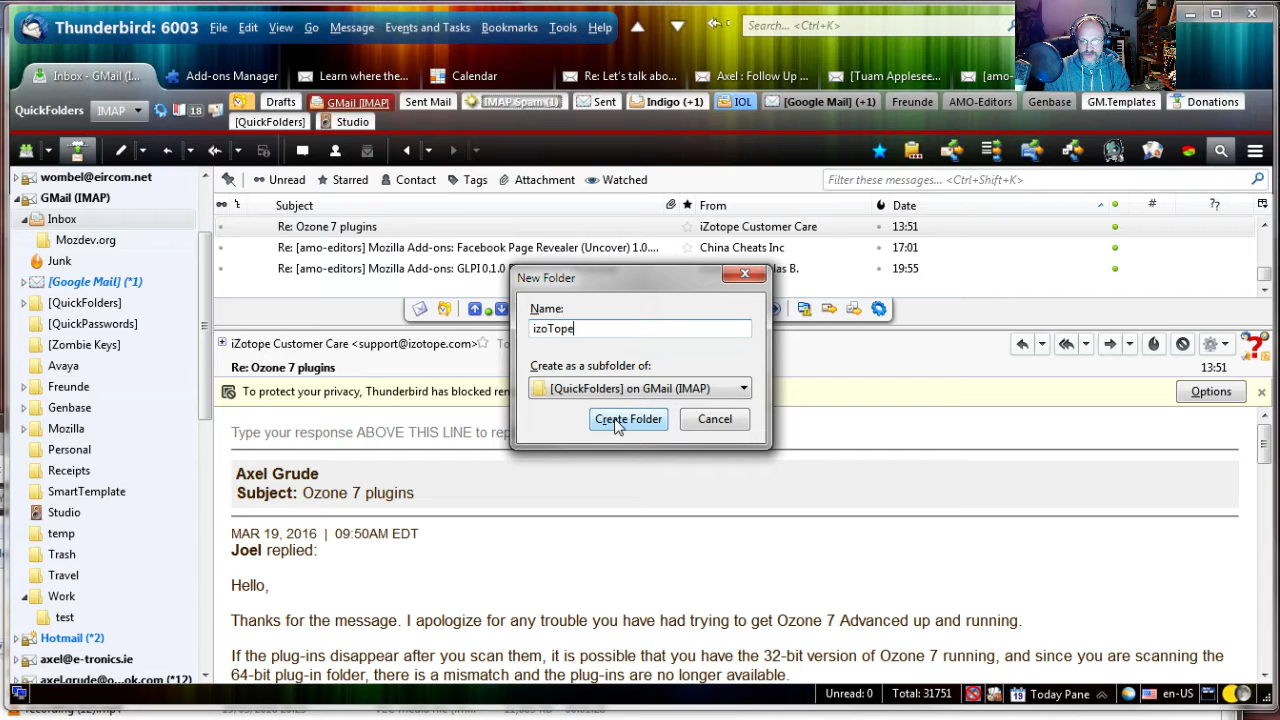 Thunderbird: 6003 File Edit View Go Message Events and Tasks Bookmarks Tools Help Search... <Ctrl+K>
Inbox - GMail (I... Add-ons Manager Learn where the... Calendar Re: Let's talk abo... Axel : Follow Up ... [Tuam Appleseed... [amo-
QuickFolders IMAP 18 Drafts GMail [IMAP] Sent Mail IMAP Spam (1) Sent Indigo (+1) IOL [Google Mail] (+1) Freunde AMO-Editors Genbase GM.Templates Donations
[QuickFolders] Studio
wombel@eircom.net
GMail (IMAP)
Inbox
Mozdev.org
Junk
[Google Mail] (*1)
[QuickFolders]
[QuickPasswords]
[Zombie Keys]
Avaya
Freunde
Genbase
Mozilla
Personal
Receipts
SmartTemplate
Studio
temp
Trash
Travel
Work
test
Hotmail (*2)
axel@e-tronics.ie
axel.grude@o...ok.com (*12)
Unread Starred Contact Tags Attachment Watched Filter these messages... <Ctrl+Shift+K>
Subject From Date # ??
Re: Ozone 7 plugins iZotope Customer Care 13:51
Re: [amo-editors] Mozilla Add-ons: Facebook Page Revealer (Uncover) 1.0.... China Cheats Inc 17:01
Re: [amo-editors] Mozilla Add-ons: GLPI 0.1.0 as B. 19:55
New Folder
Name:
izoTope
Create as a subfolder of:
[QuickFolders] on GMail (IMAP)
Create Folder Cancel
iZotope Customer Care <support@izotope.com>
Re: Ozone 7 plugins 13:51
To protect your privacy, Thunderbird has blocked Options
Type your response ABOVE THIS LINE to
Axel Grude
Subject: Ozone 7 plugins
MAR 19, 2016 | 09:50AM EDT
Joel replied:
Hello,
Thanks for the message. I apologize for any trouble you have had trying to get Ozone 7 Advanced up and running.
If the plug-ins disappear after you scan them, it is possible that you have the 32-bit version of Ozone 7 running, and since you are scanning the
64-bit plug-in folder, there is a mismatch and the plug-ins are no longer available.
Unread: 0 Total: 31751 19 Today Pane en-US